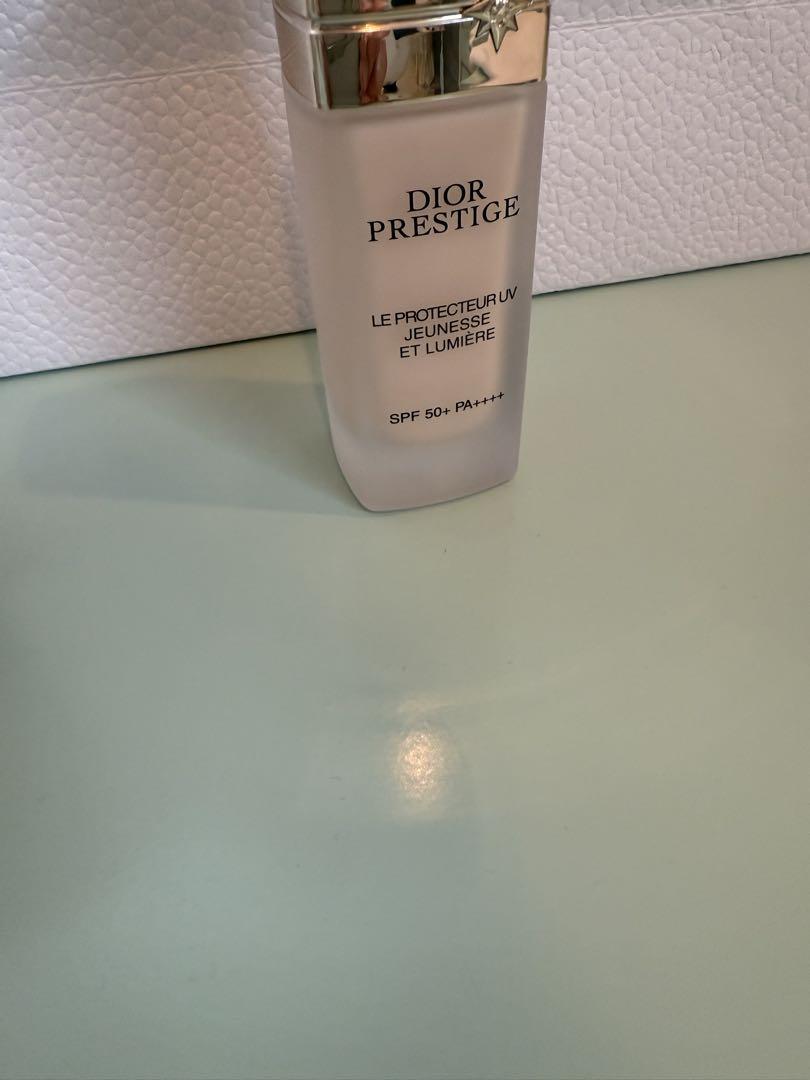 DIOR
PRESTIGE
LE PROTECTEUR UV
JEUNESSE
ET LUMIÈRE
SPF 50+ PA++++